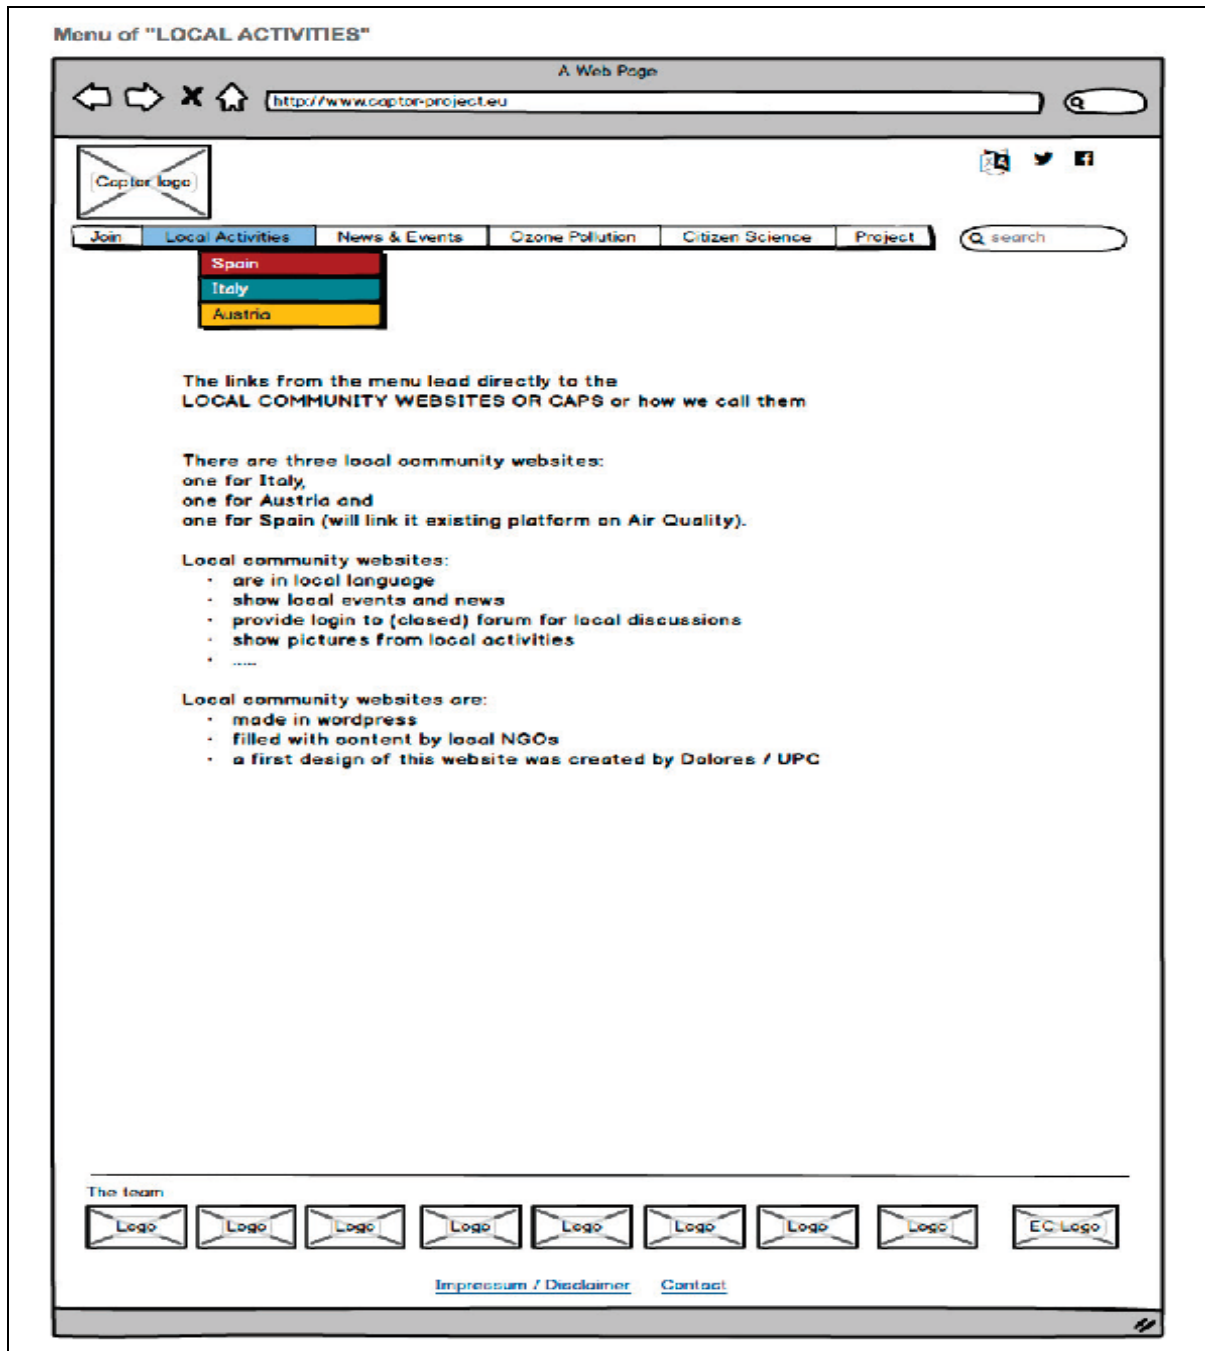 Menu of "LOCAL ACTIVITIES"
A Web Page
http://www.captor-project.eu
Captor logo
Join Local Activities News & Events Ozone Pollution Citizen Science Project search
Spain
Italy
Austria
The links from the menu lead directly to the
LOCAL COMMUNITY WEBSITES OR CAPS or how we call them
There are three local community websites:
one for Italy,
one for Austria and
one for Spain (will link it existing platform on Air Quality).
Local community websites:
• are in local language
• show local events and news
• provide login to (closed) forum for local discussions
• show pictures from local activities
• .....
Local community websites are:
• made in wordpress
• filled with content by local NGOs
• a first design of this website was created by Dolores / UPC
The team
Logo Logo Logo Logo Logo Logo Logo Logo EC Logo
Impressum / Disclaimer Contact